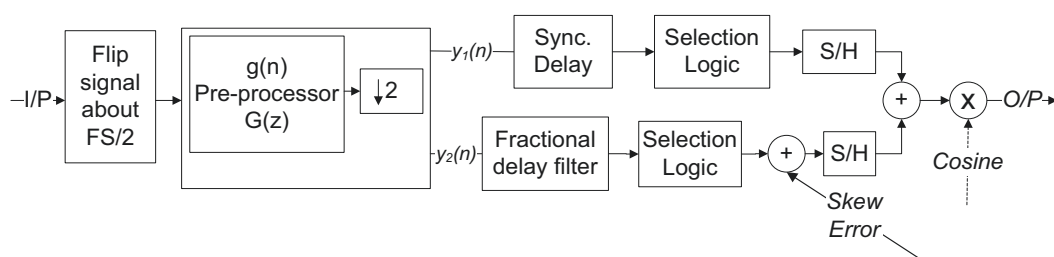 I/P
Flip
signal
about
FS/2
g(n)
Pre-processor
G(z)
↓2
y1(n)
Sync.
Delay
Selection
Logic
S/H
+
X
O/P
Cosine
y2(n)
Fractional
delay filter
Selection
Logic
+
S/H
Skew
Error